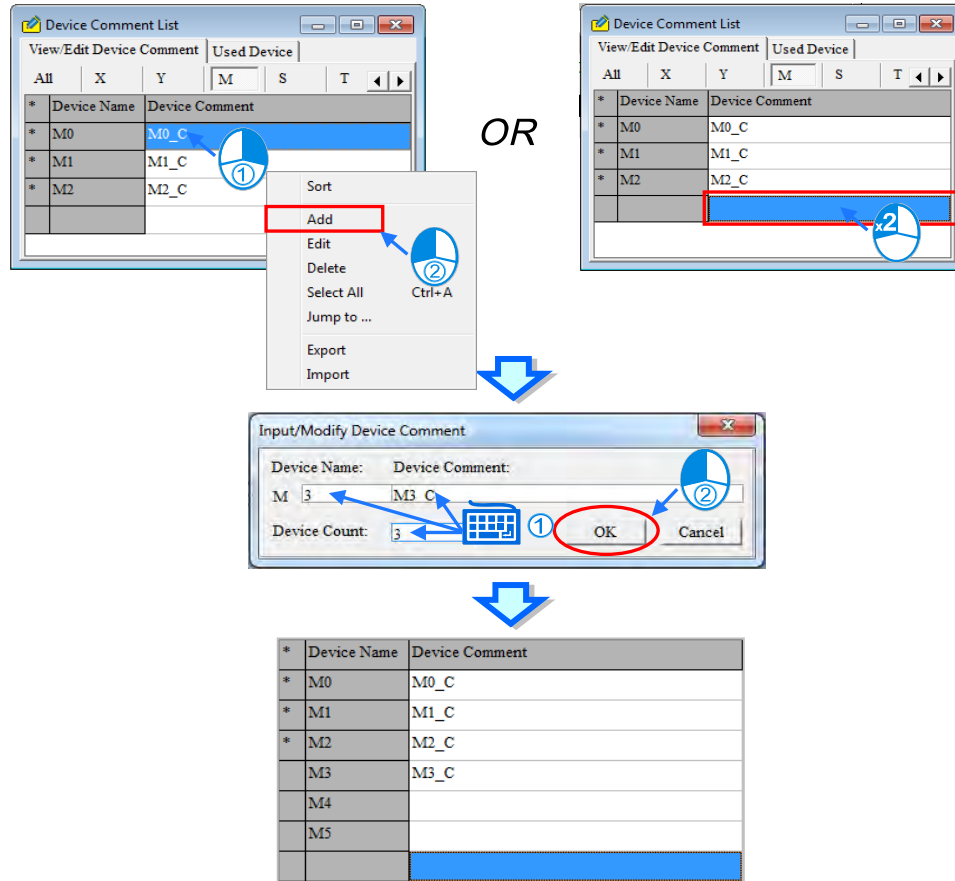 Device Comment List
View/Edit Device Comment Used Device
All X Y M S T
* Device Name Device Comment
* M0 M0_C
* M1 M1_C
* M2 M2_C
①
Sort
Add
Edit
Delete
Select All Ctrl+A
Jump to ...
Export
Import
②
OR
Device Comment List
View/Edit Device Comment Used Device
All X Y M S T
* Device Name Device Comment
* M0 M0_C
* M1 M1_C
* M2 M2_C
x2
Input/Modify Device Comment
Device Name: Device Comment:
M 3 M3_C
②
Device Count: 3 ① OK Cancel
* Device Name Device Comment
* M0 M0_C
* M1 M1_C
* M2 M2_C
M3 M3_C
M4
M5